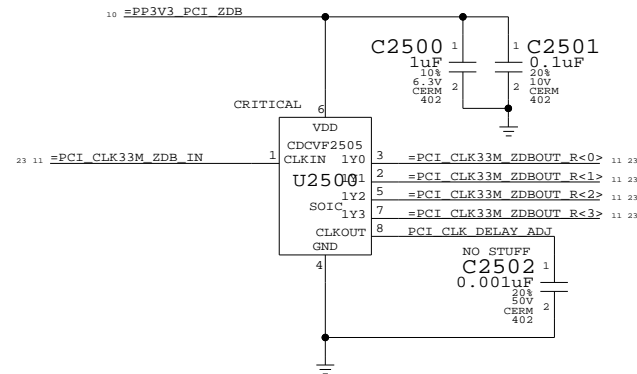 10 =PP3V3_PCI_ZDB
C2500 1
1uF
10%
6.3V
CERM
402
2
1 C2501
0.1uF
20%
10V
CERM
402
2
CRITICAL
6
VDD
CDCVF2505
23 11 =PCI_CLK33M_ZDB_IN 1 CLKIN
1Y0 3 =PCI_CLK33M_ZDBOUT_R<0> 11 23
U2500
1Y1 2 =PCI_CLK33M_ZDBOUT_R<1> 11 23
1Y2 5 =PCI_CLK33M_ZDBOUT_R<2> 11 23
SOIC
1Y3 7 =PCI_CLK33M_ZDBOUT_R<3> 11 23
CLKOUT 8 PCI_CLK_DELAY_ADJ
GND
4
NO STUFF
C2502 1
0.001uF
20%
50V
CERM
402
2